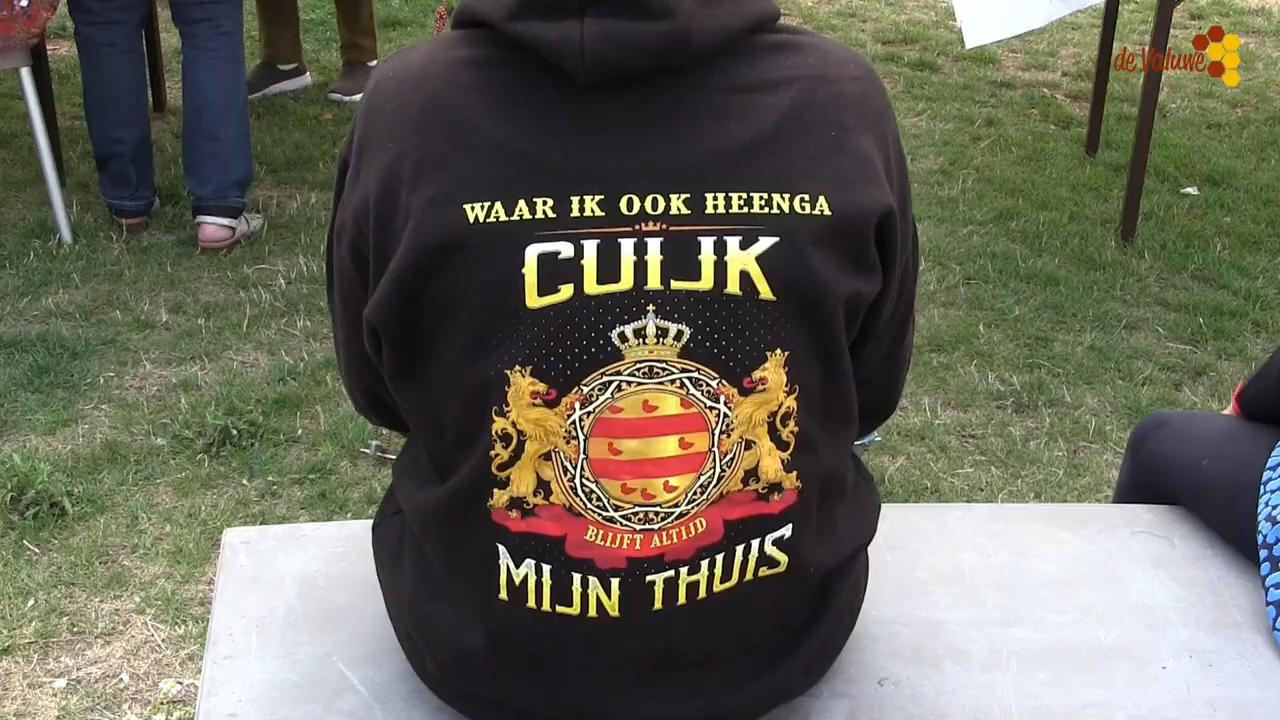 de Valuwe
WAAR IK OOK HEENGA
CUIJK
BLIJFT ALTIJD
MIJN THUIS